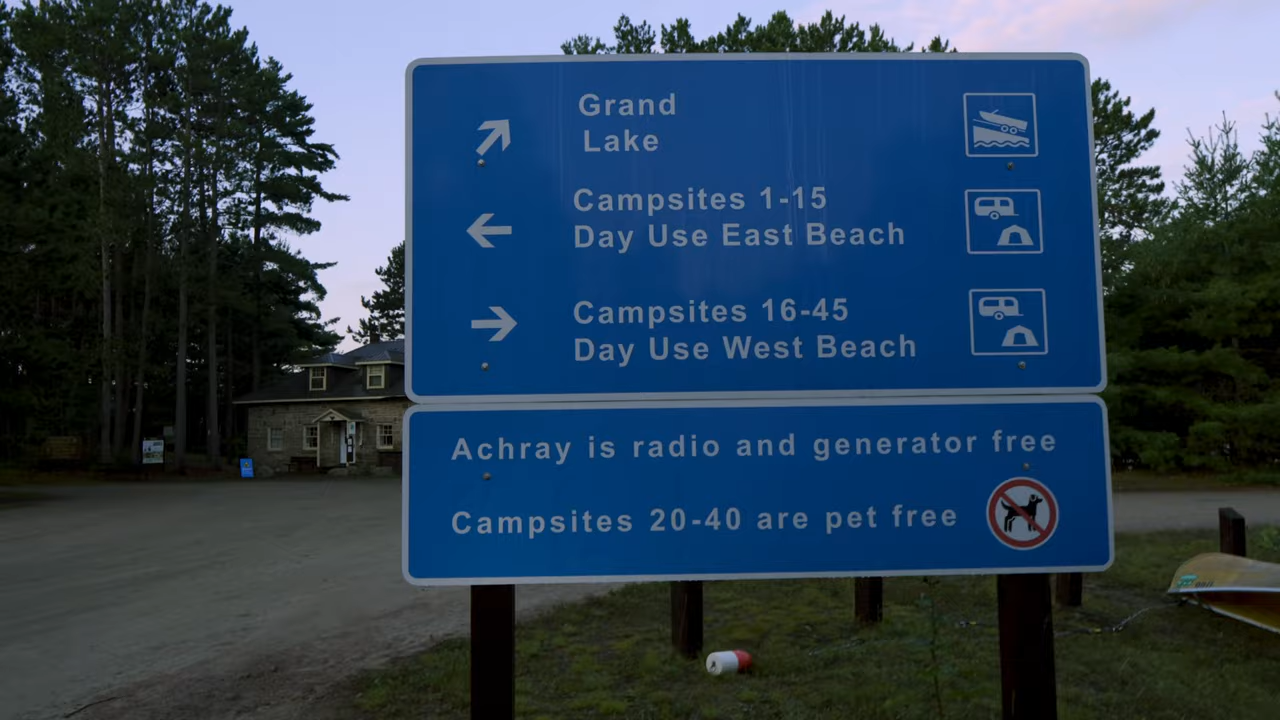 Grand
Lake
Campsites 1-15
Day Use East Beach
Campsites 16-45
Day Use West Beach
Achray is radio and generator free
Campsites 20-40 are pet free